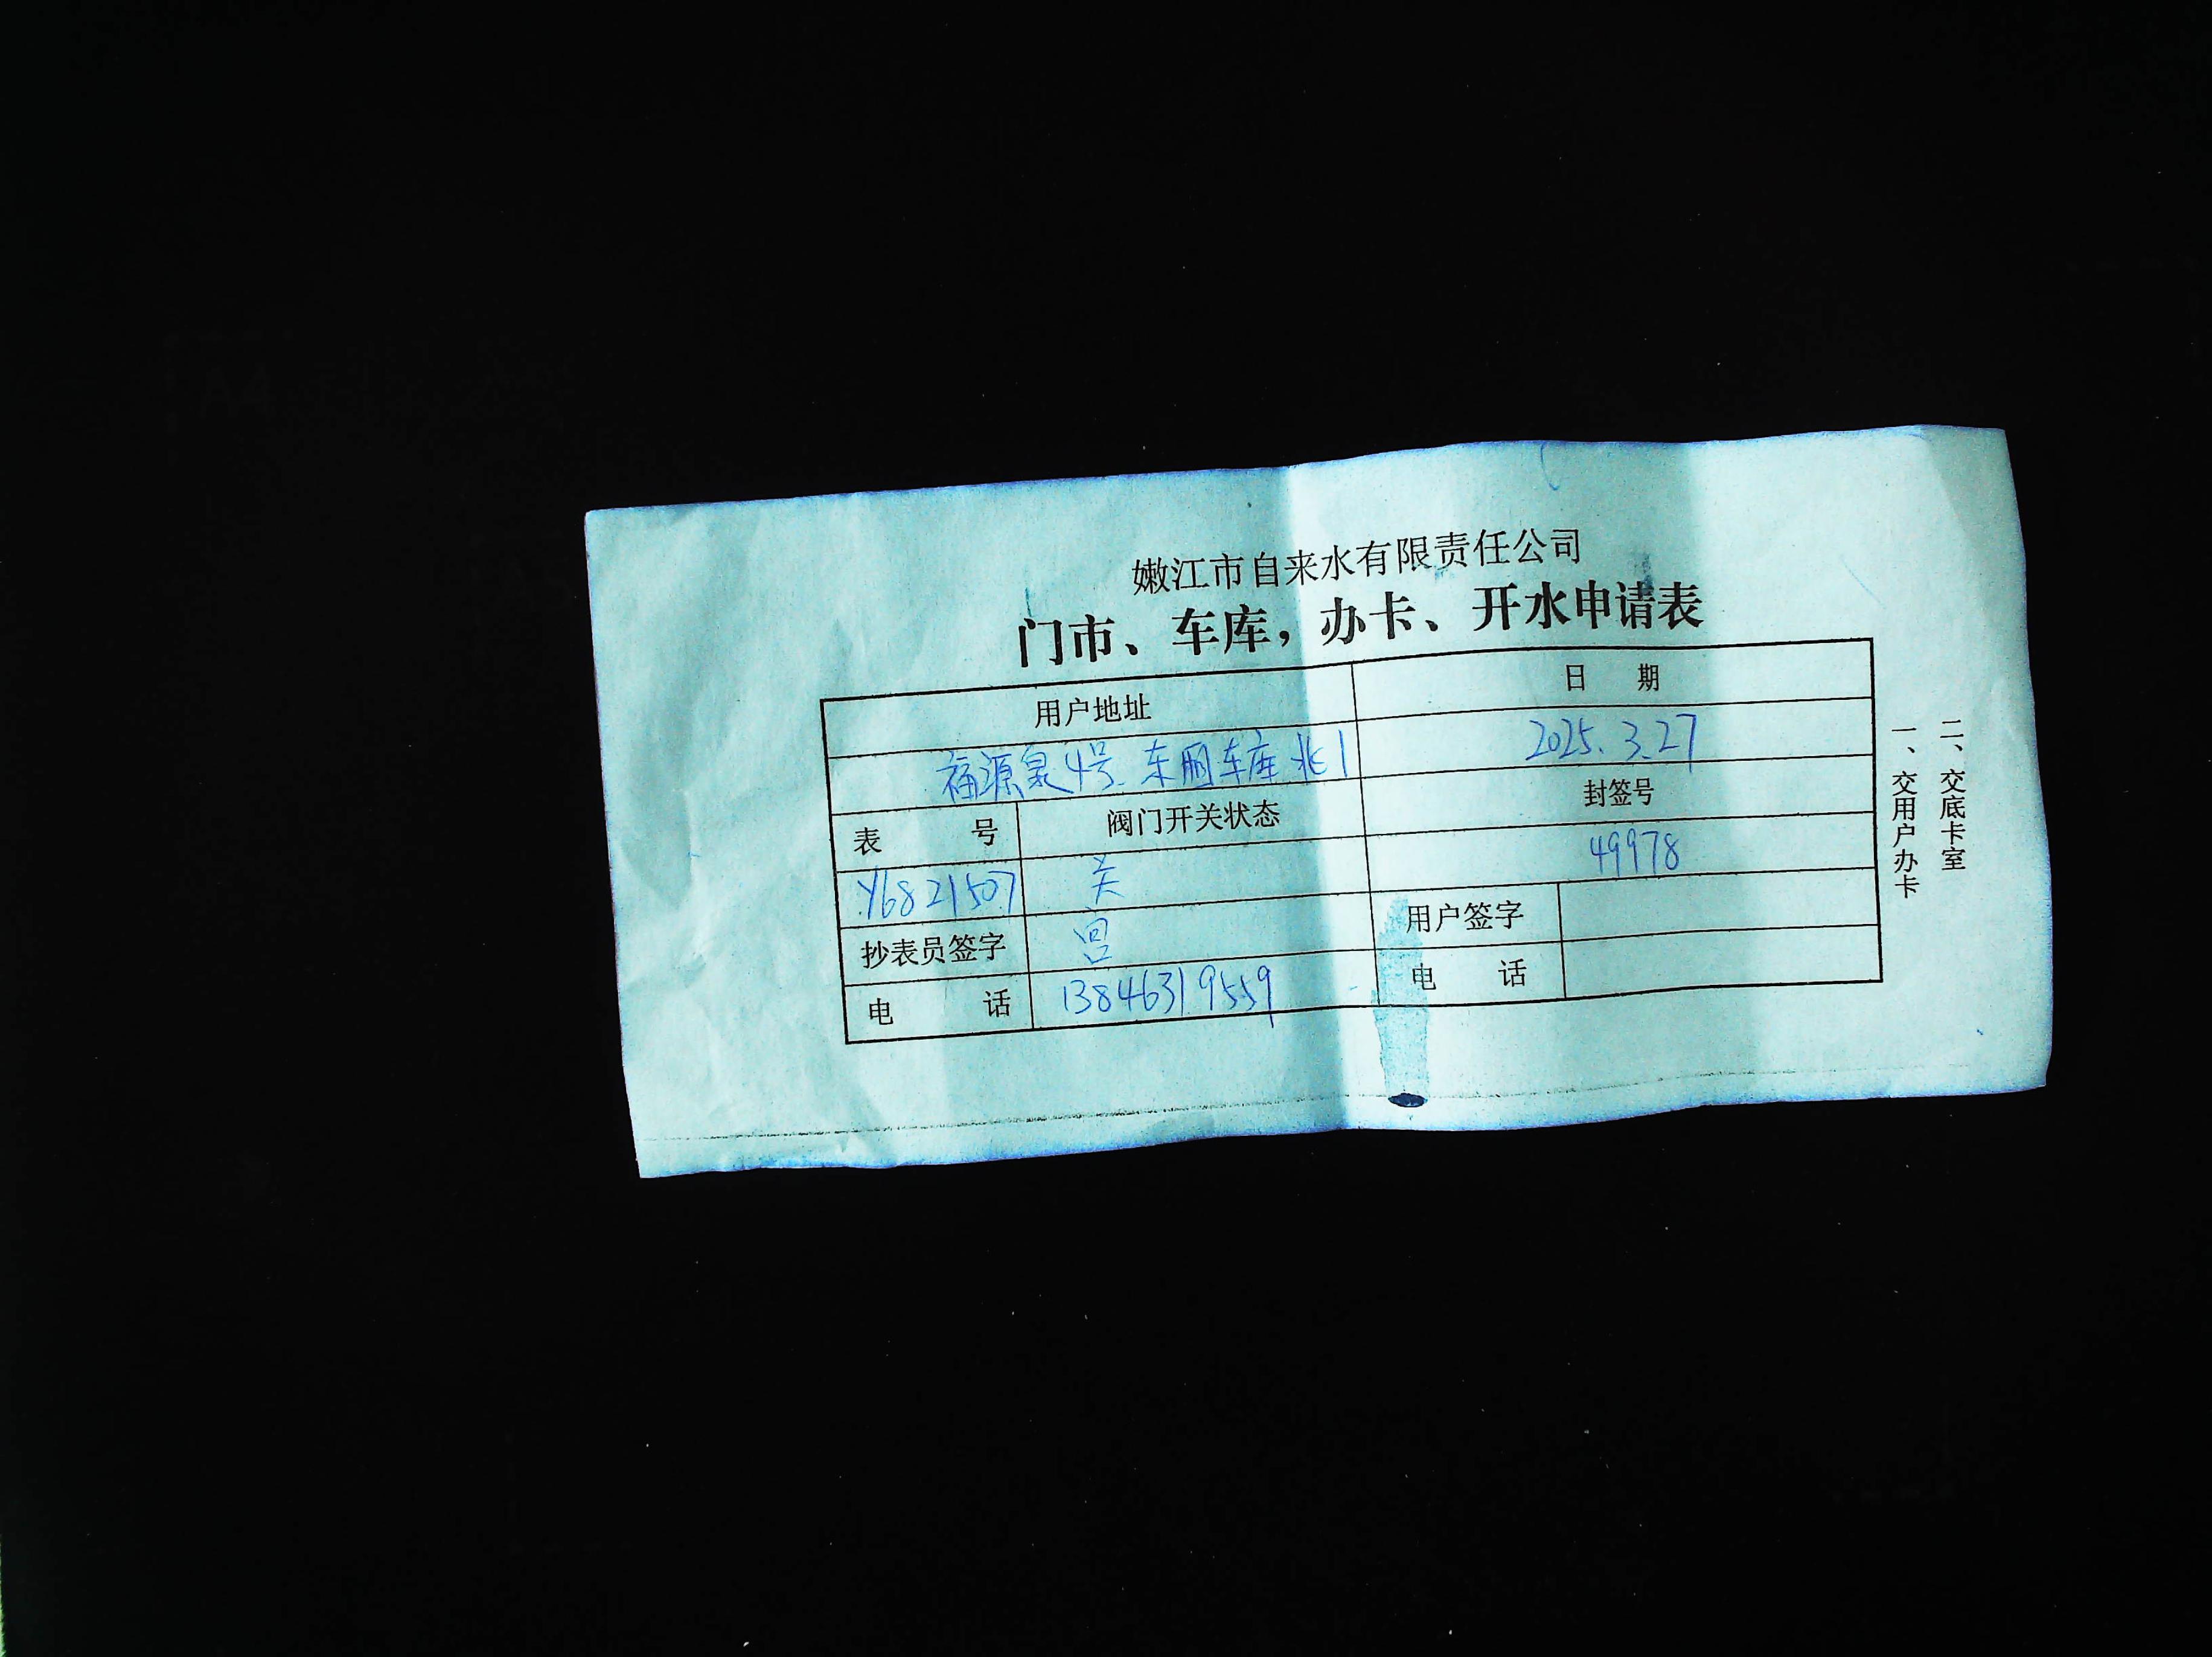 嫩江市自来水有限责任公司
门市、车库，办卡、开水申请表
用户地址 日 期
福源泉4号.东厕车库北1 2025.3.27
表 号 阀门开关状态 封签号
Y6821507 关 49978
抄表员签字 宫 用户签字
电 话 13846319559 电 话
一、交用户办卡
二、交底卡室